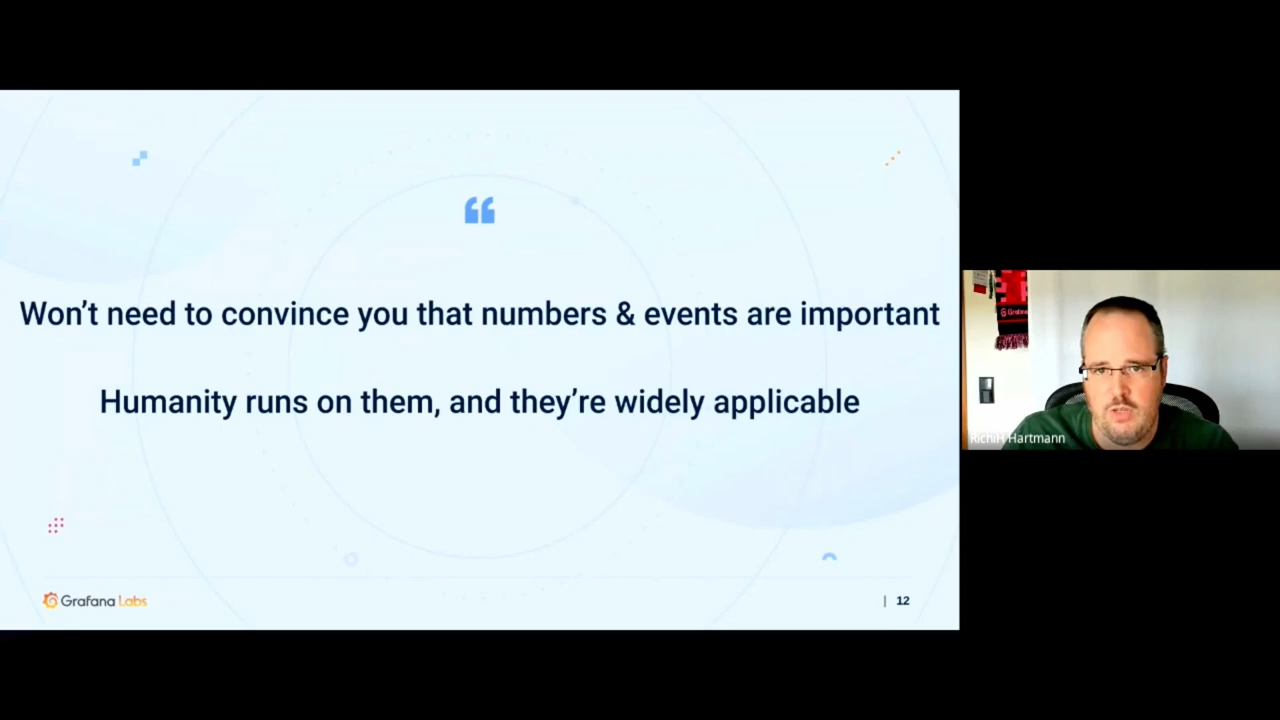 Won't need to convince you that numbers & events are important
Humanity runs on them, and they're widely applicable
Grafana Labs
| 12
RichiH Hartmann